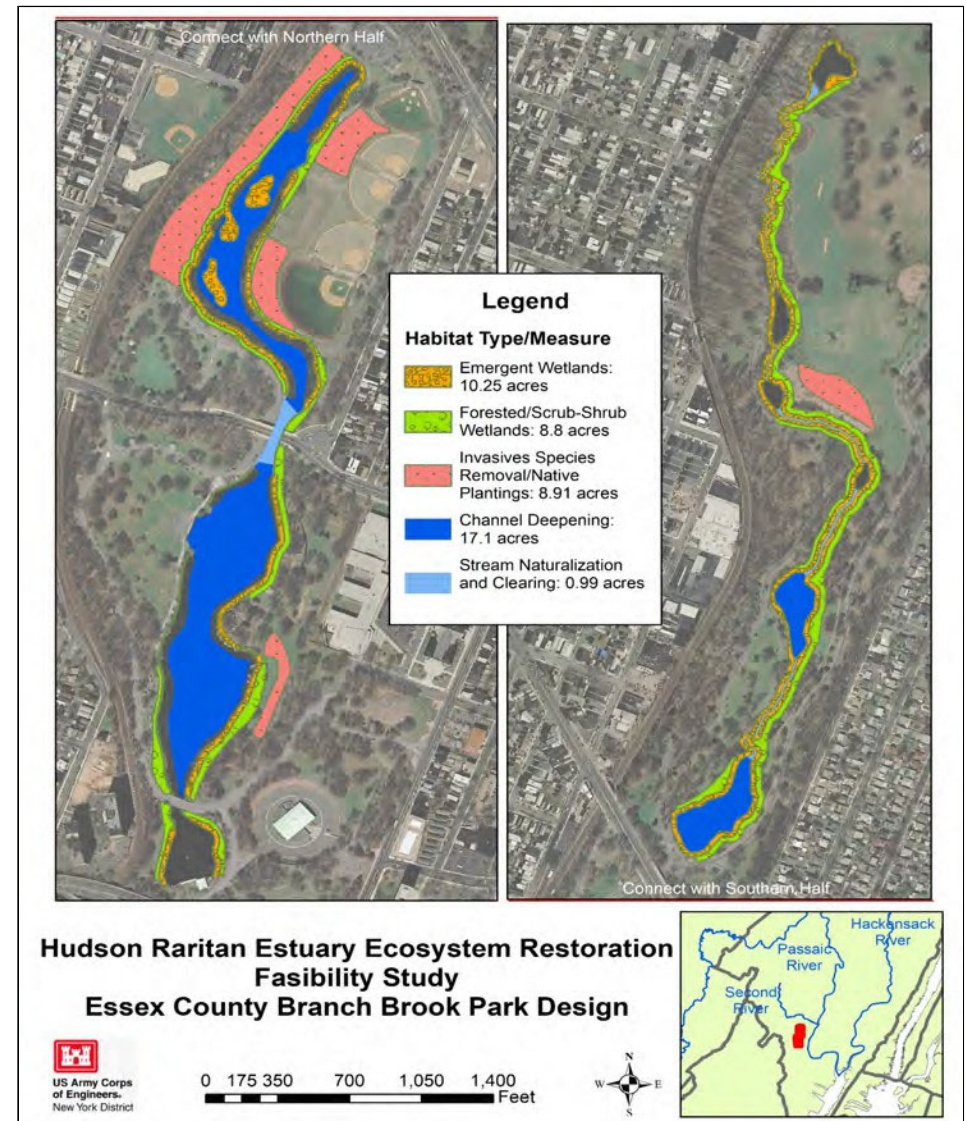 Connect with Northern Half
Legend
Habitat Type/Measure
Emergent Wetlands:
10.25 acres
Forested/Scrub-Shrub
Wetlands: 8.8 acres
Invasives Species
Removal/Native
Plantings: 8.91 acres
Channel Deepening:
17.1 acres
Stream Naturalization
and Clearing: 0.99 acres
Connect with Southern Half
Hudson Raritan Estuary Ecosystem Restoration
Fasibility Study
Essex County Branch Brook Park Design
US Army Corps
of Engineers®
New York District
0 175 350 700 1,050 1,400
Feet
N
W E
S
Hackensack
River
Passaic
River
Second
River